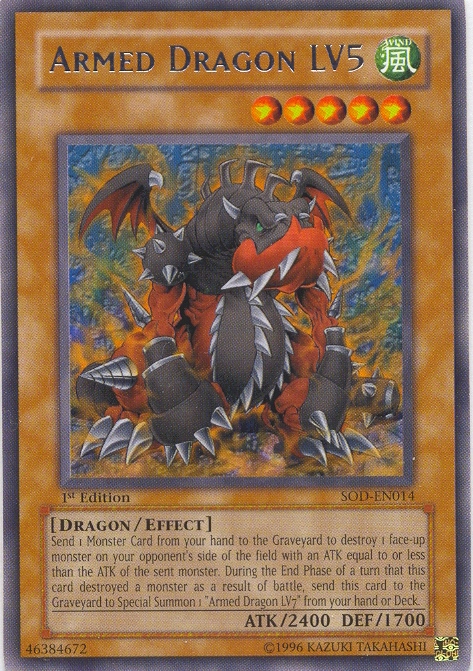 ARMED DRAGON LV5
WIND
風
1st Edition
SOD-EN014
[DRAGON/EFFECT]
Send 1 Monster Card from your hand to the Graveyard to destroy 1 face-up
monster on your opponent's side of the field with an ATK equal to or less
than the ATK of the sent monster. During the End Phase of a turn that this
card destroyed a monster as a result of battle, send this card to the
Graveyard to Special Summon 1 "Armed Dragon LV7" from your hand or Deck.
ATK/2400 DEF/1700
46384672
©1996 KAZUKI TAKAHASHI